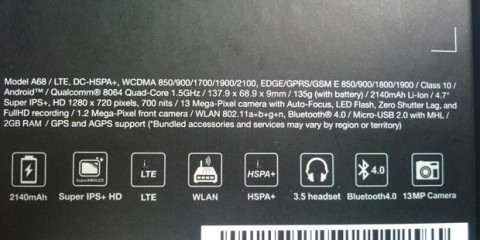 Model A68 / LTE, DC-HSPA+, WCDMA 850/900/1700/1900/2100, EDGE/GPRS/GSM E 850/900/1800/1900 / Class 10 /
Android™ / Qualcomm® 8064 Quad-Core 1.5GHz / 137.9 x 68.9 x 9mm / 135g (with battery) / 2140mAh Li-Ion / 4.7"
Super IPS+, HD 1280 x 720 pixels, 700 nits / 13 Mega-Pixel camera with Auto-Focus, LED Flash, Zero Shutter Lag, and
FullHD recording / 1.2 Mega-Pixel front camera / WLAN 802.11a+b+g+n, Bluetooth® 4.0 / Micro-USB 2.0 with MHL /
2GB RAM / GPS and AGPS support (*Bundled accessories and services may vary by region or territory)
SuperAMOLED LTE HSPA+ 4.0
2140mAh Super IPS+ HD LTE WLAN HSPA+ 3.5 headset Bluetooth4.0 13MP Camera